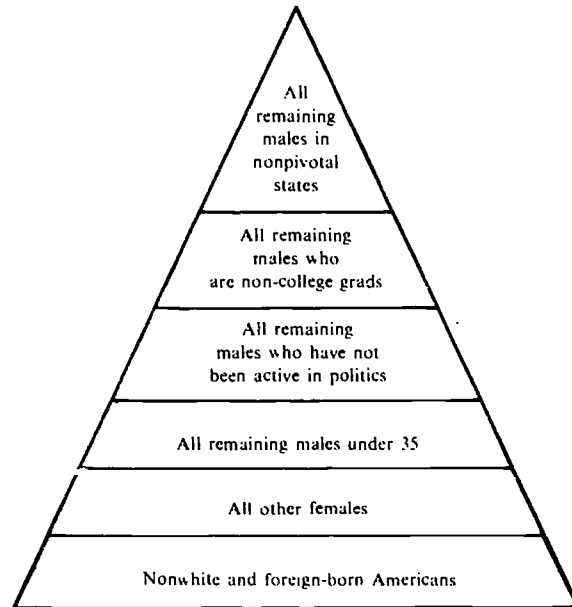 All
remaining
males in
nonpivotal
states
All remaining
males who
are non-college grads
All remaining
males who have not
been active in politics
All remaining males under 35
All other females
Nonwhite and foreign-born Americans